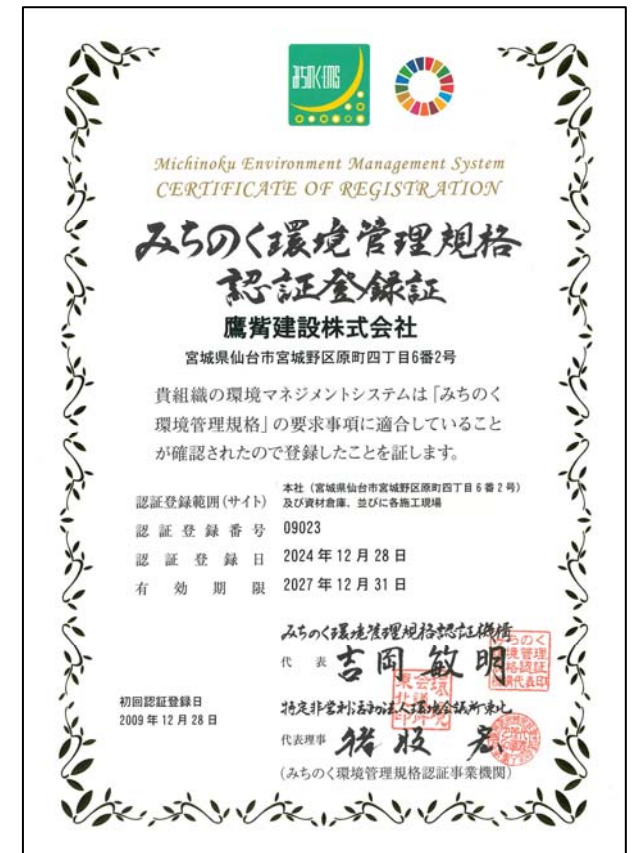 みちのくEMS
Michinoku Environment Management System
CERTIFICATE OF REGISTRATION
みちのく環境管理規格
認証登録証
鷹觜建設株式会社
宮城県仙台市宮城野区原町四丁目6番2号
貴組織の環境マネジメントシステムは「みちのく
環境管理規格」の要求事項に適合していること
が確認されたので登録したことを証します。
認証登録範囲(サイト) 本社(宮城県仙台市宮城野区原町四丁目6番2号)
及び資材倉庫、並びに各施工現場
認証登録番号 09023
認証登録日 2024年12月28日
有効期限 2027年12月31日
みちのく環境管理規格認証機構
代表 吉岡 敏明
初回認証登録日
2009年12月28日
特定非営利活動法人環境会議所東北
代表理事
(みちのく環境管理規格認証事業機関)